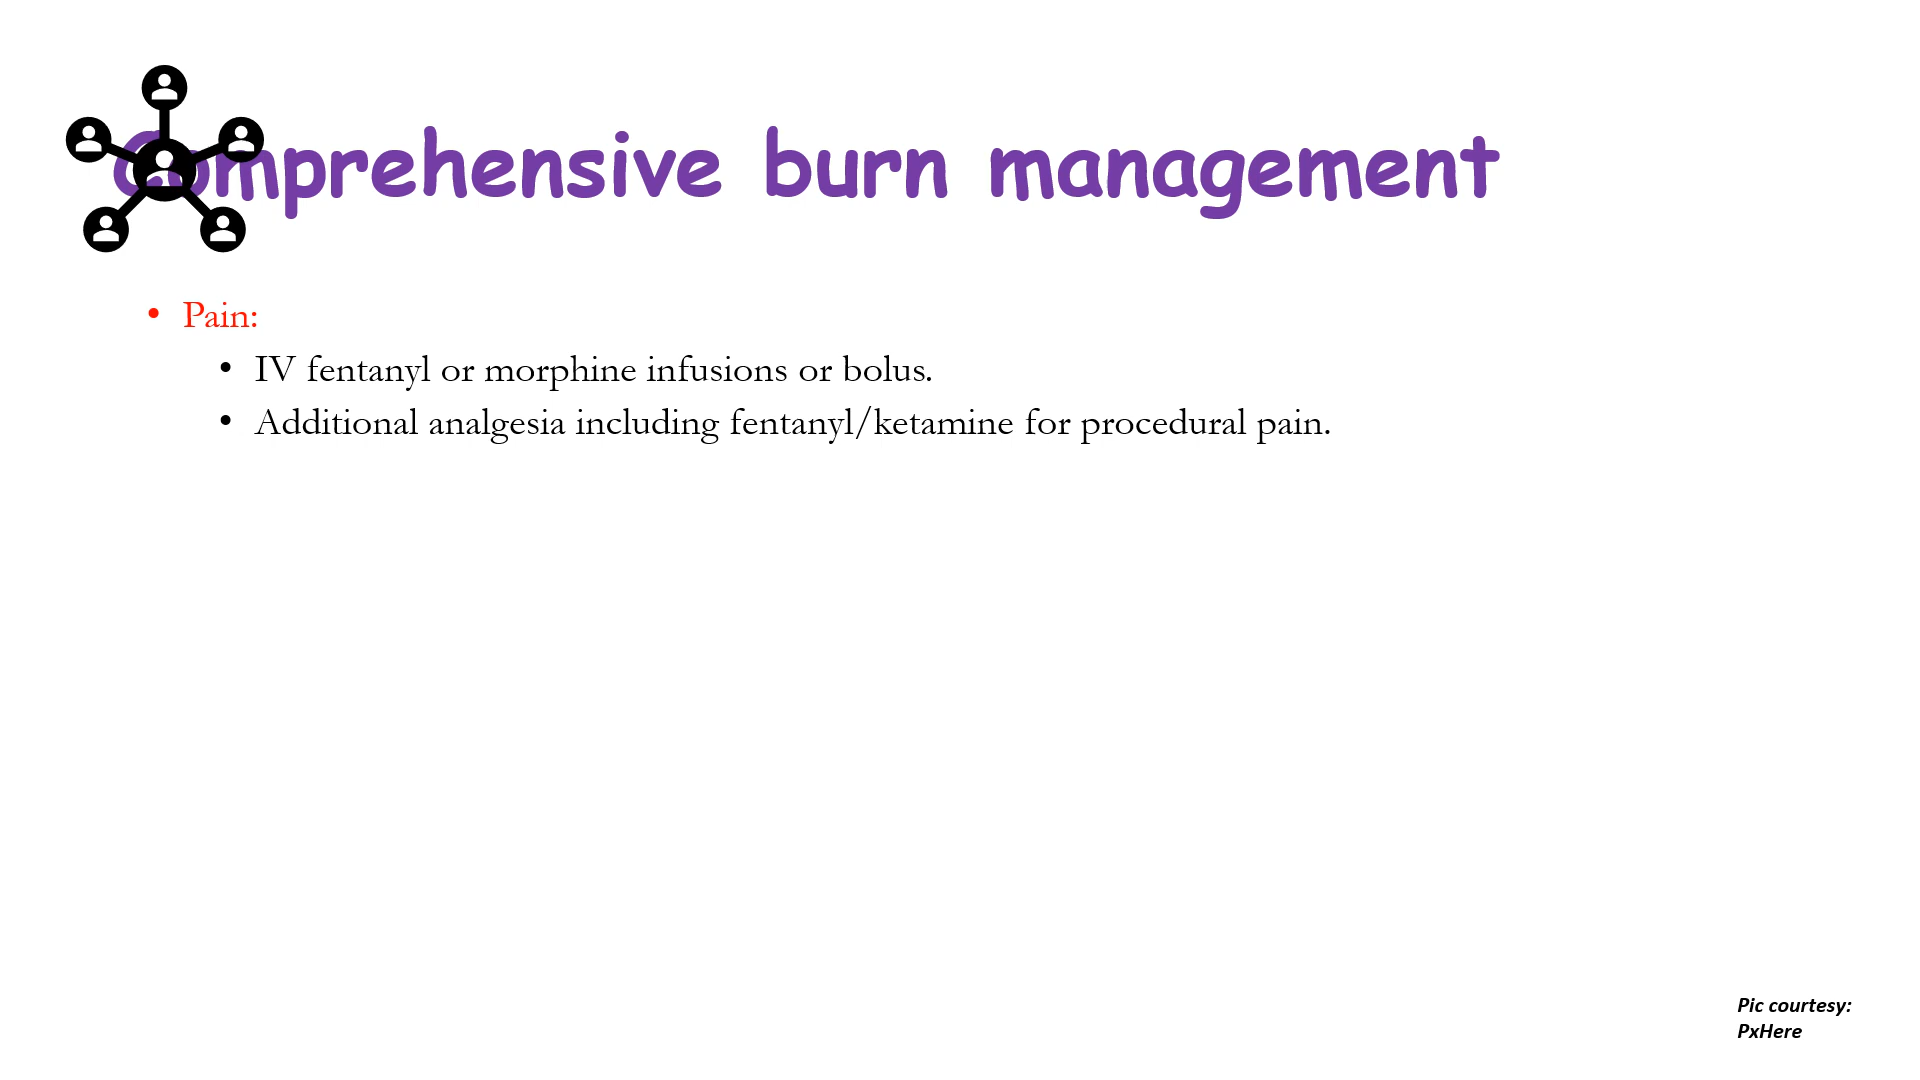 Comprehensive burn management
• Pain:
• IV fentanyl or morphine infusions or bolus.
• Additional analgesia including fentanyl/ketamine for procedural pain.
Pic courtesy:
PxHere